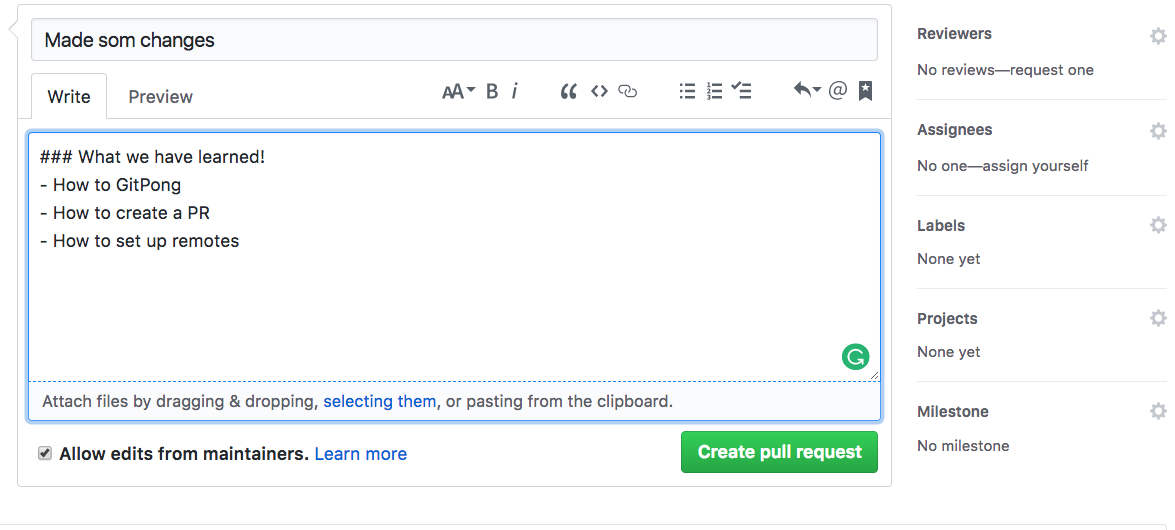 Made som changes
Write Preview
### What we have learned!
- How to GitPong
- How to create a PR
- How to set up remotes
Attach files by dragging & dropping, selecting them, or pasting from the clipboard.
Allow edits from maintainers. Learn more
Create pull request
Reviewers
No reviews—request one
Assignees
No one—assign yourself
Labels
None yet
Projects
None yet
Milestone
No milestone